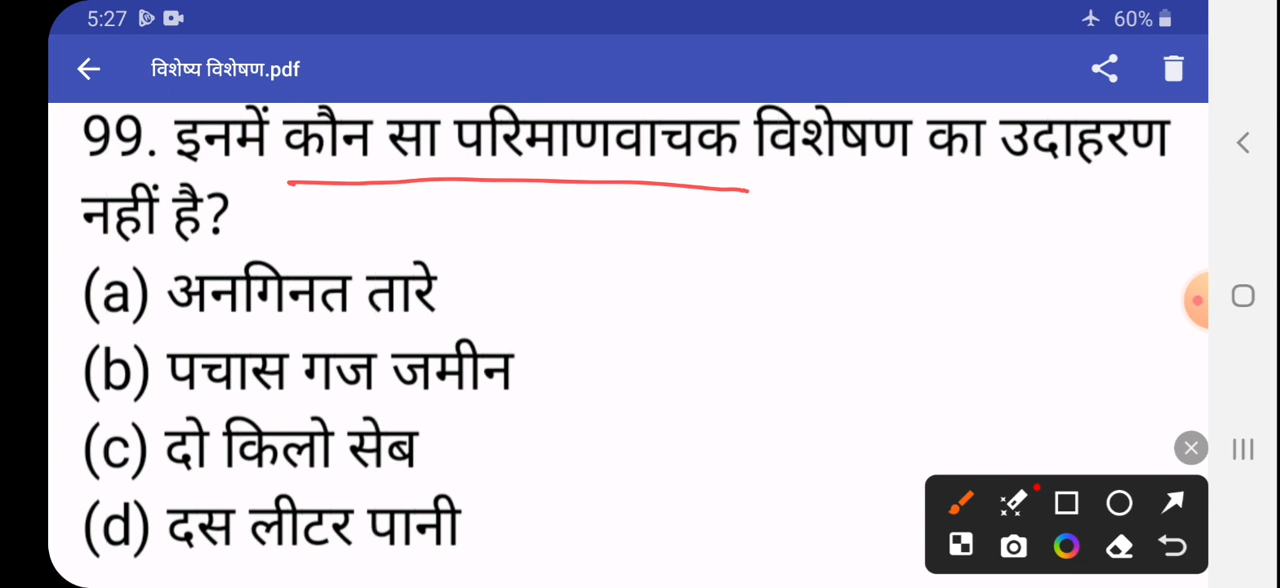 5:27 60%
विशेष्य विशेषण.pdf
99. इनमें कौन सा परिमाणवाचक विशेषण का उदाहरण
नहीं है?
(a) अनगिनत तारे
(b) पचास गज जमीन
(c) दो किलो सेब
(d) दस लीटर पानी